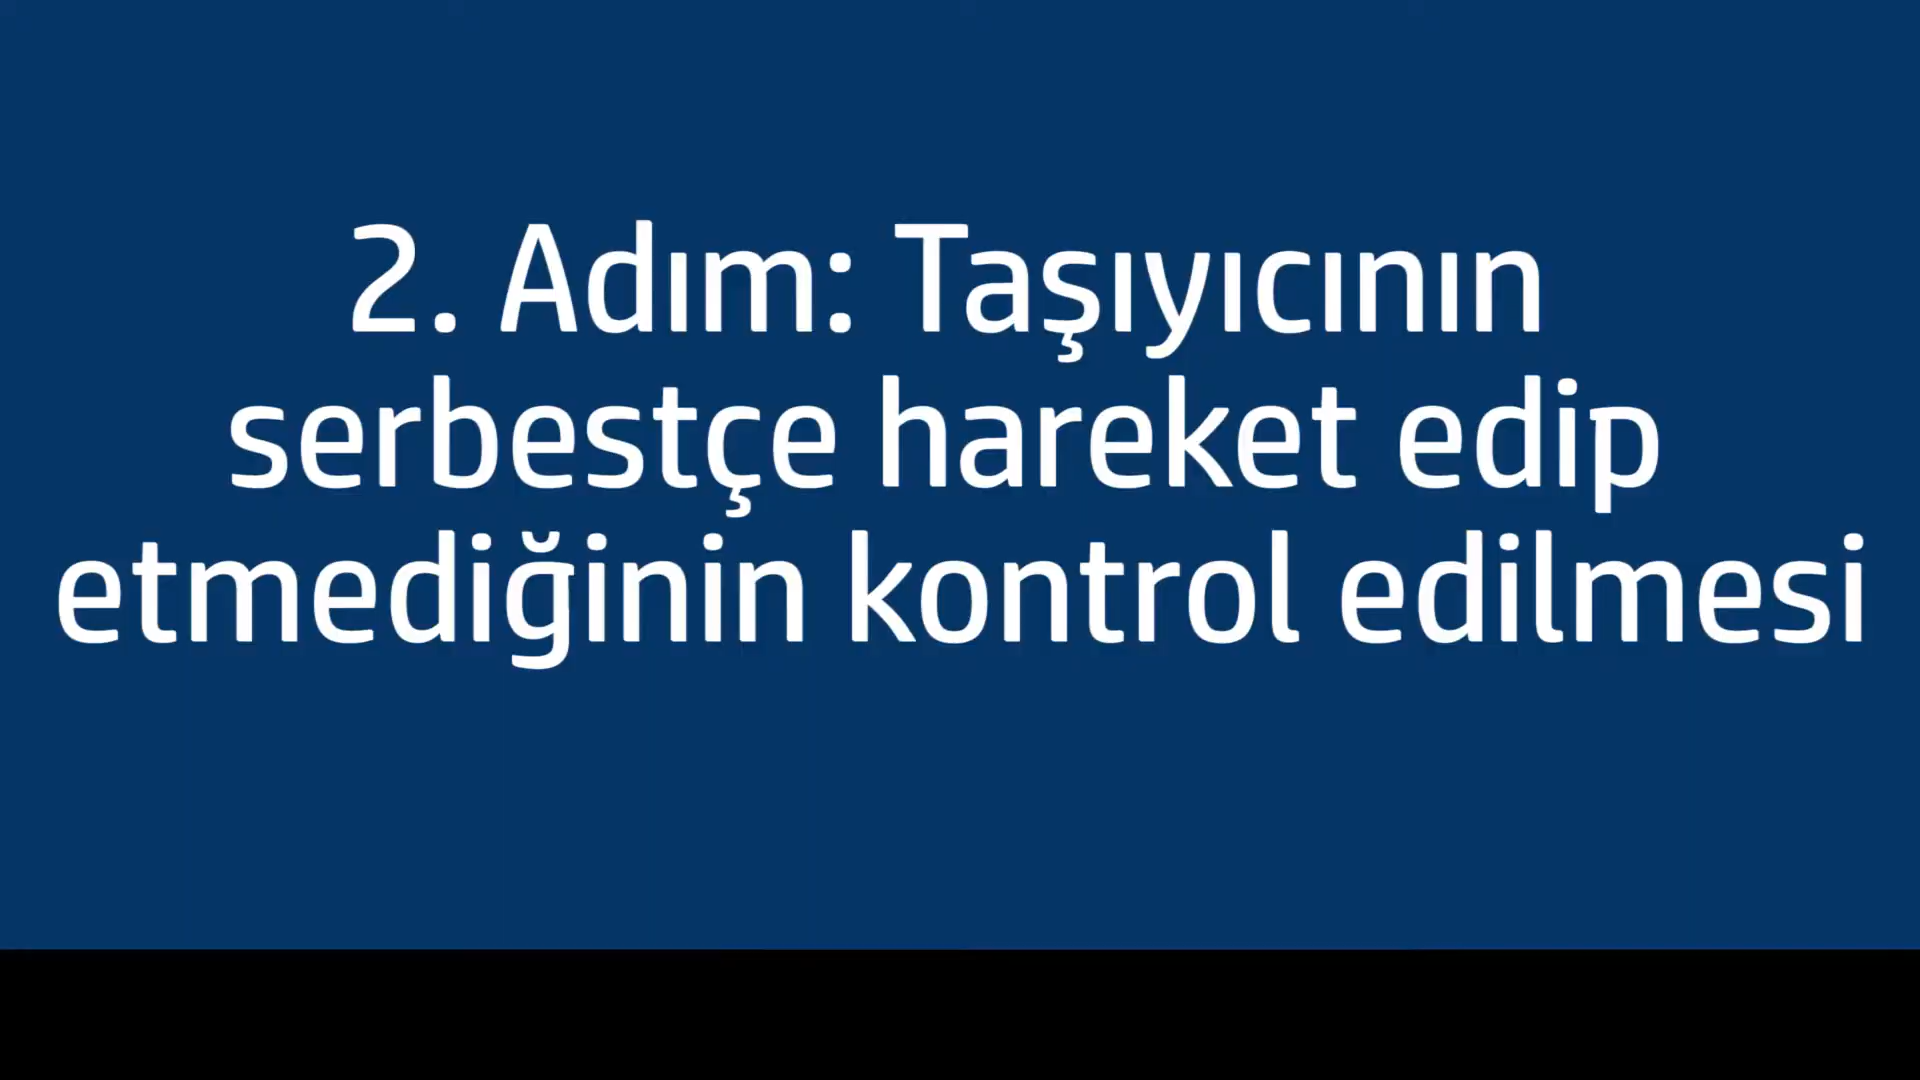 2. Adım: Taşıyıcının
serbestçe hareket edip
etmediğinin kontrol edilmesi